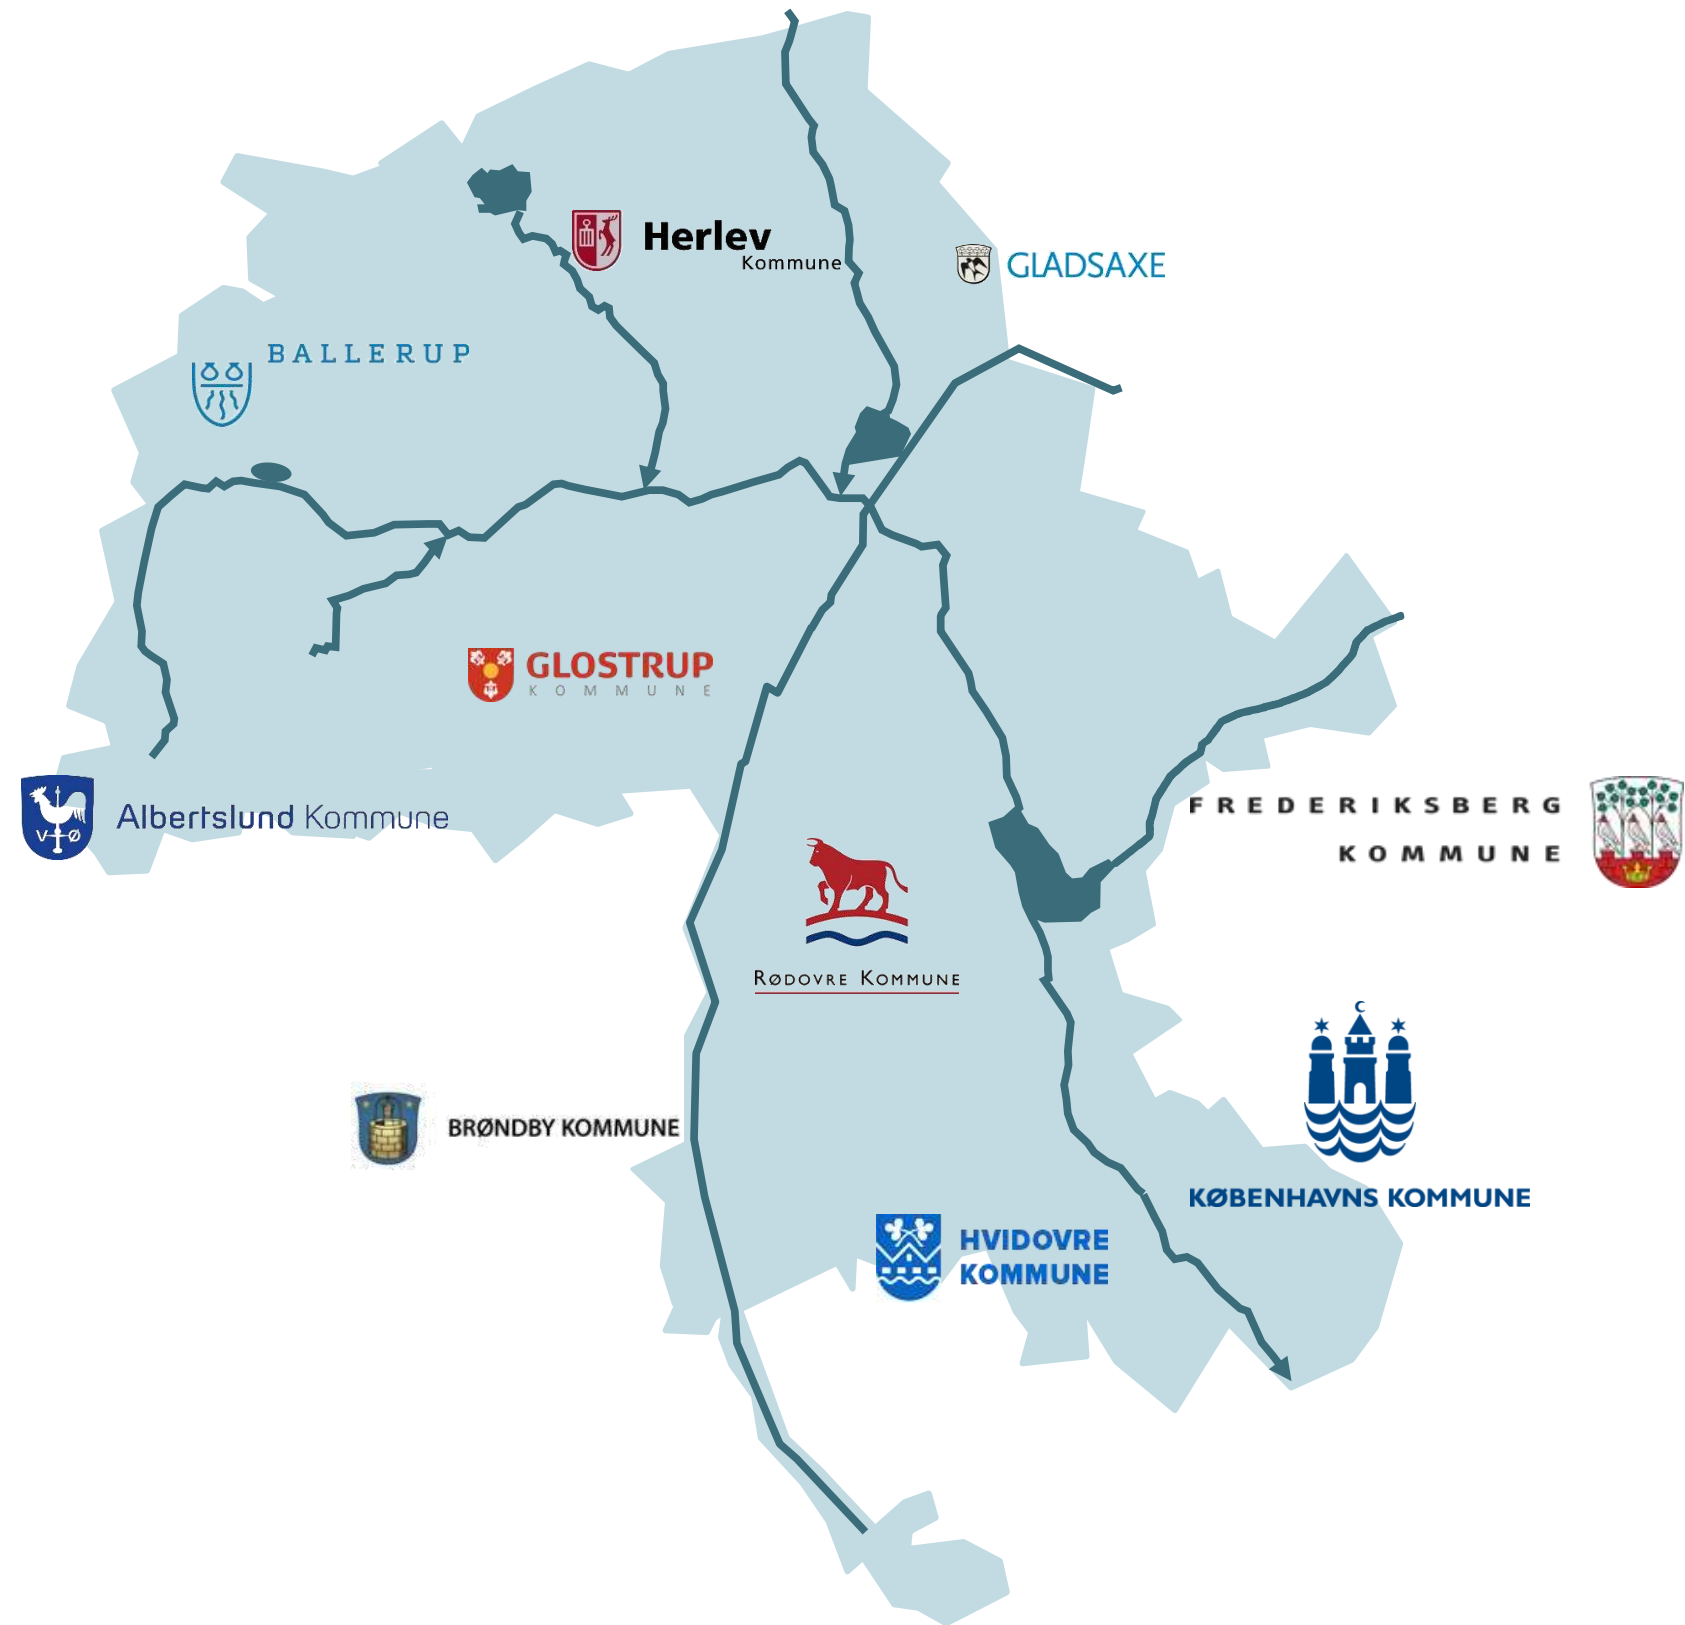 Herlev
Kommune
GLADSAXE
BALLERUP
GLOSTRUP
KOMMUNE
Albertslund Kommune
V Ø
FREDERIKSBERG
KOMMUNE
RØDOVRE KOMMUNE
BRØNDBY KOMMUNE
KØBENHAVNS KOMMUNE
HVIDOVRE
KOMMUNE